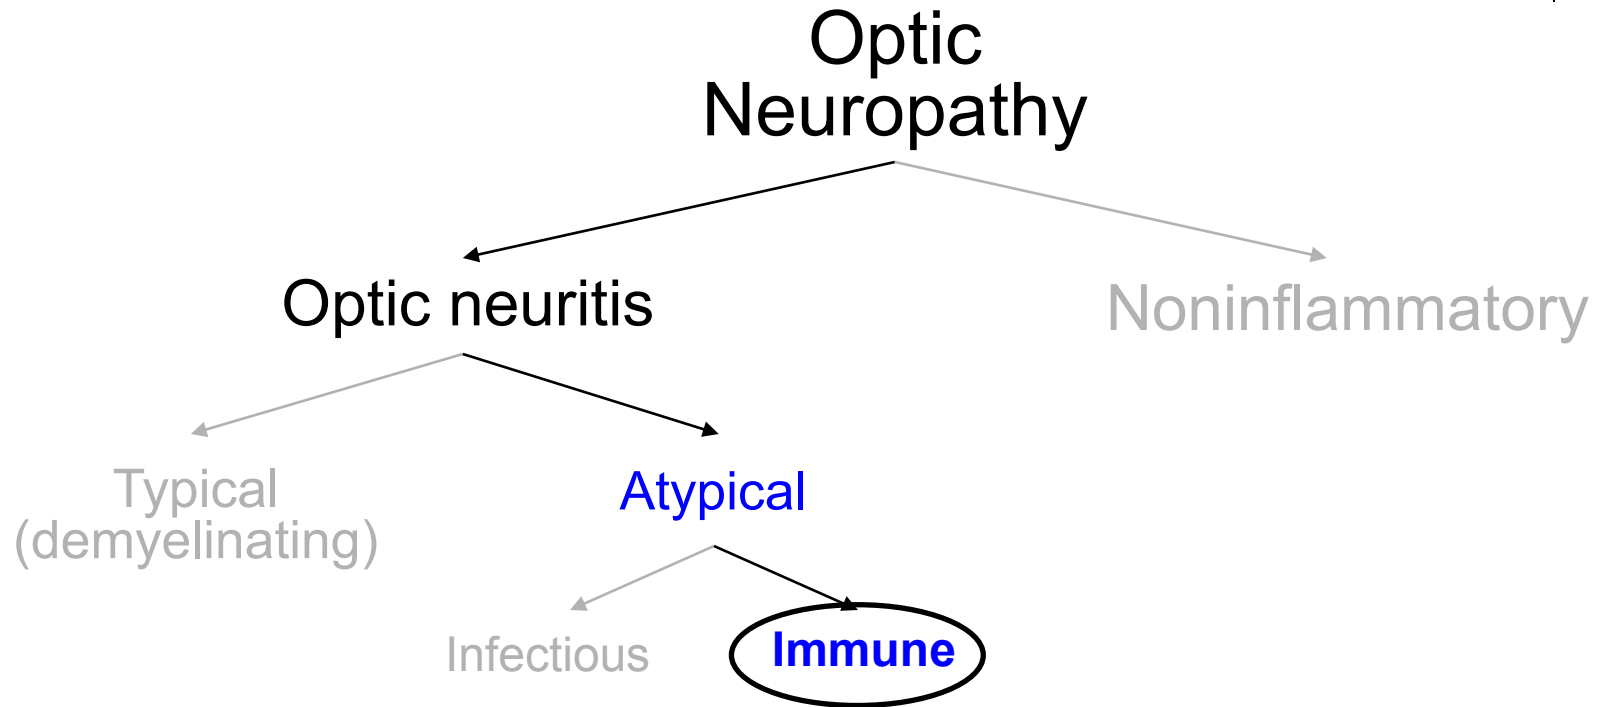 Optic
Neuropathy
Optic neuritis
Noninflammatory
Typical
(demyelinating)
Atypical
Infectious
Immune